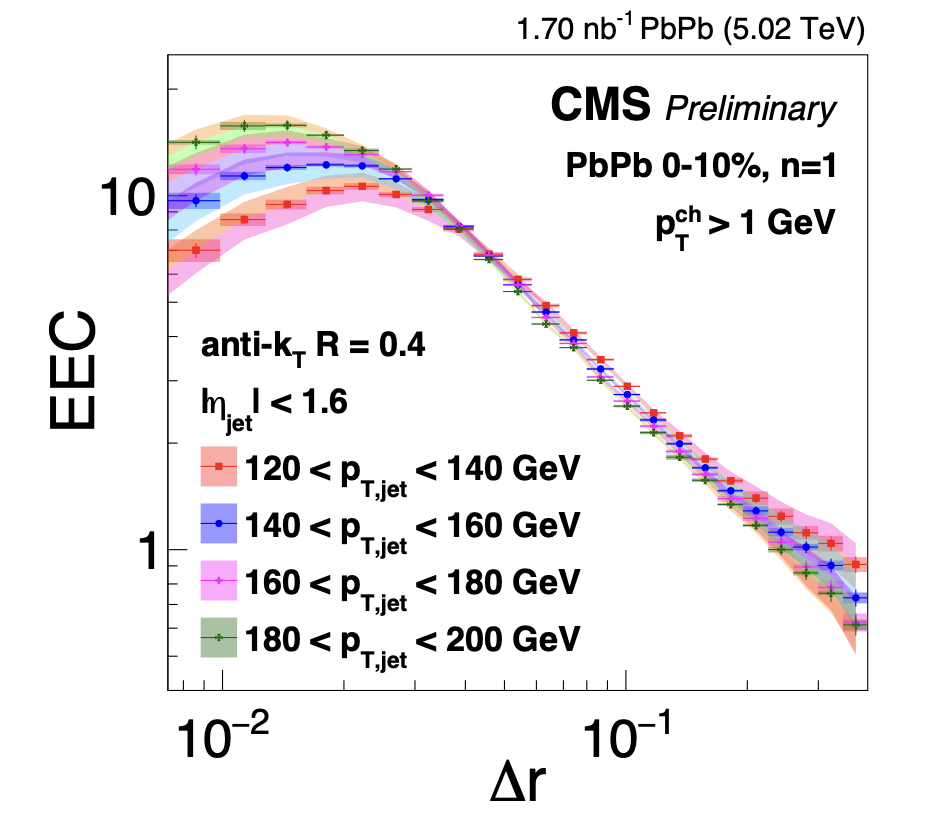 1.70 nb⁻¹ PbPb (5.02 TeV)
CMS Preliminary
PbPb 0-10%, n=1
p_T^ch > 1 GeV
10
EEC
anti-k_T R = 0.4
|η_jet| < 1.6
120 < p_T,jet < 140 GeV
140 < p_T,jet < 160 GeV
1
160 < p_T,jet < 180 GeV
180 < p_T,jet < 200 GeV
10⁻² 10⁻¹
Δr